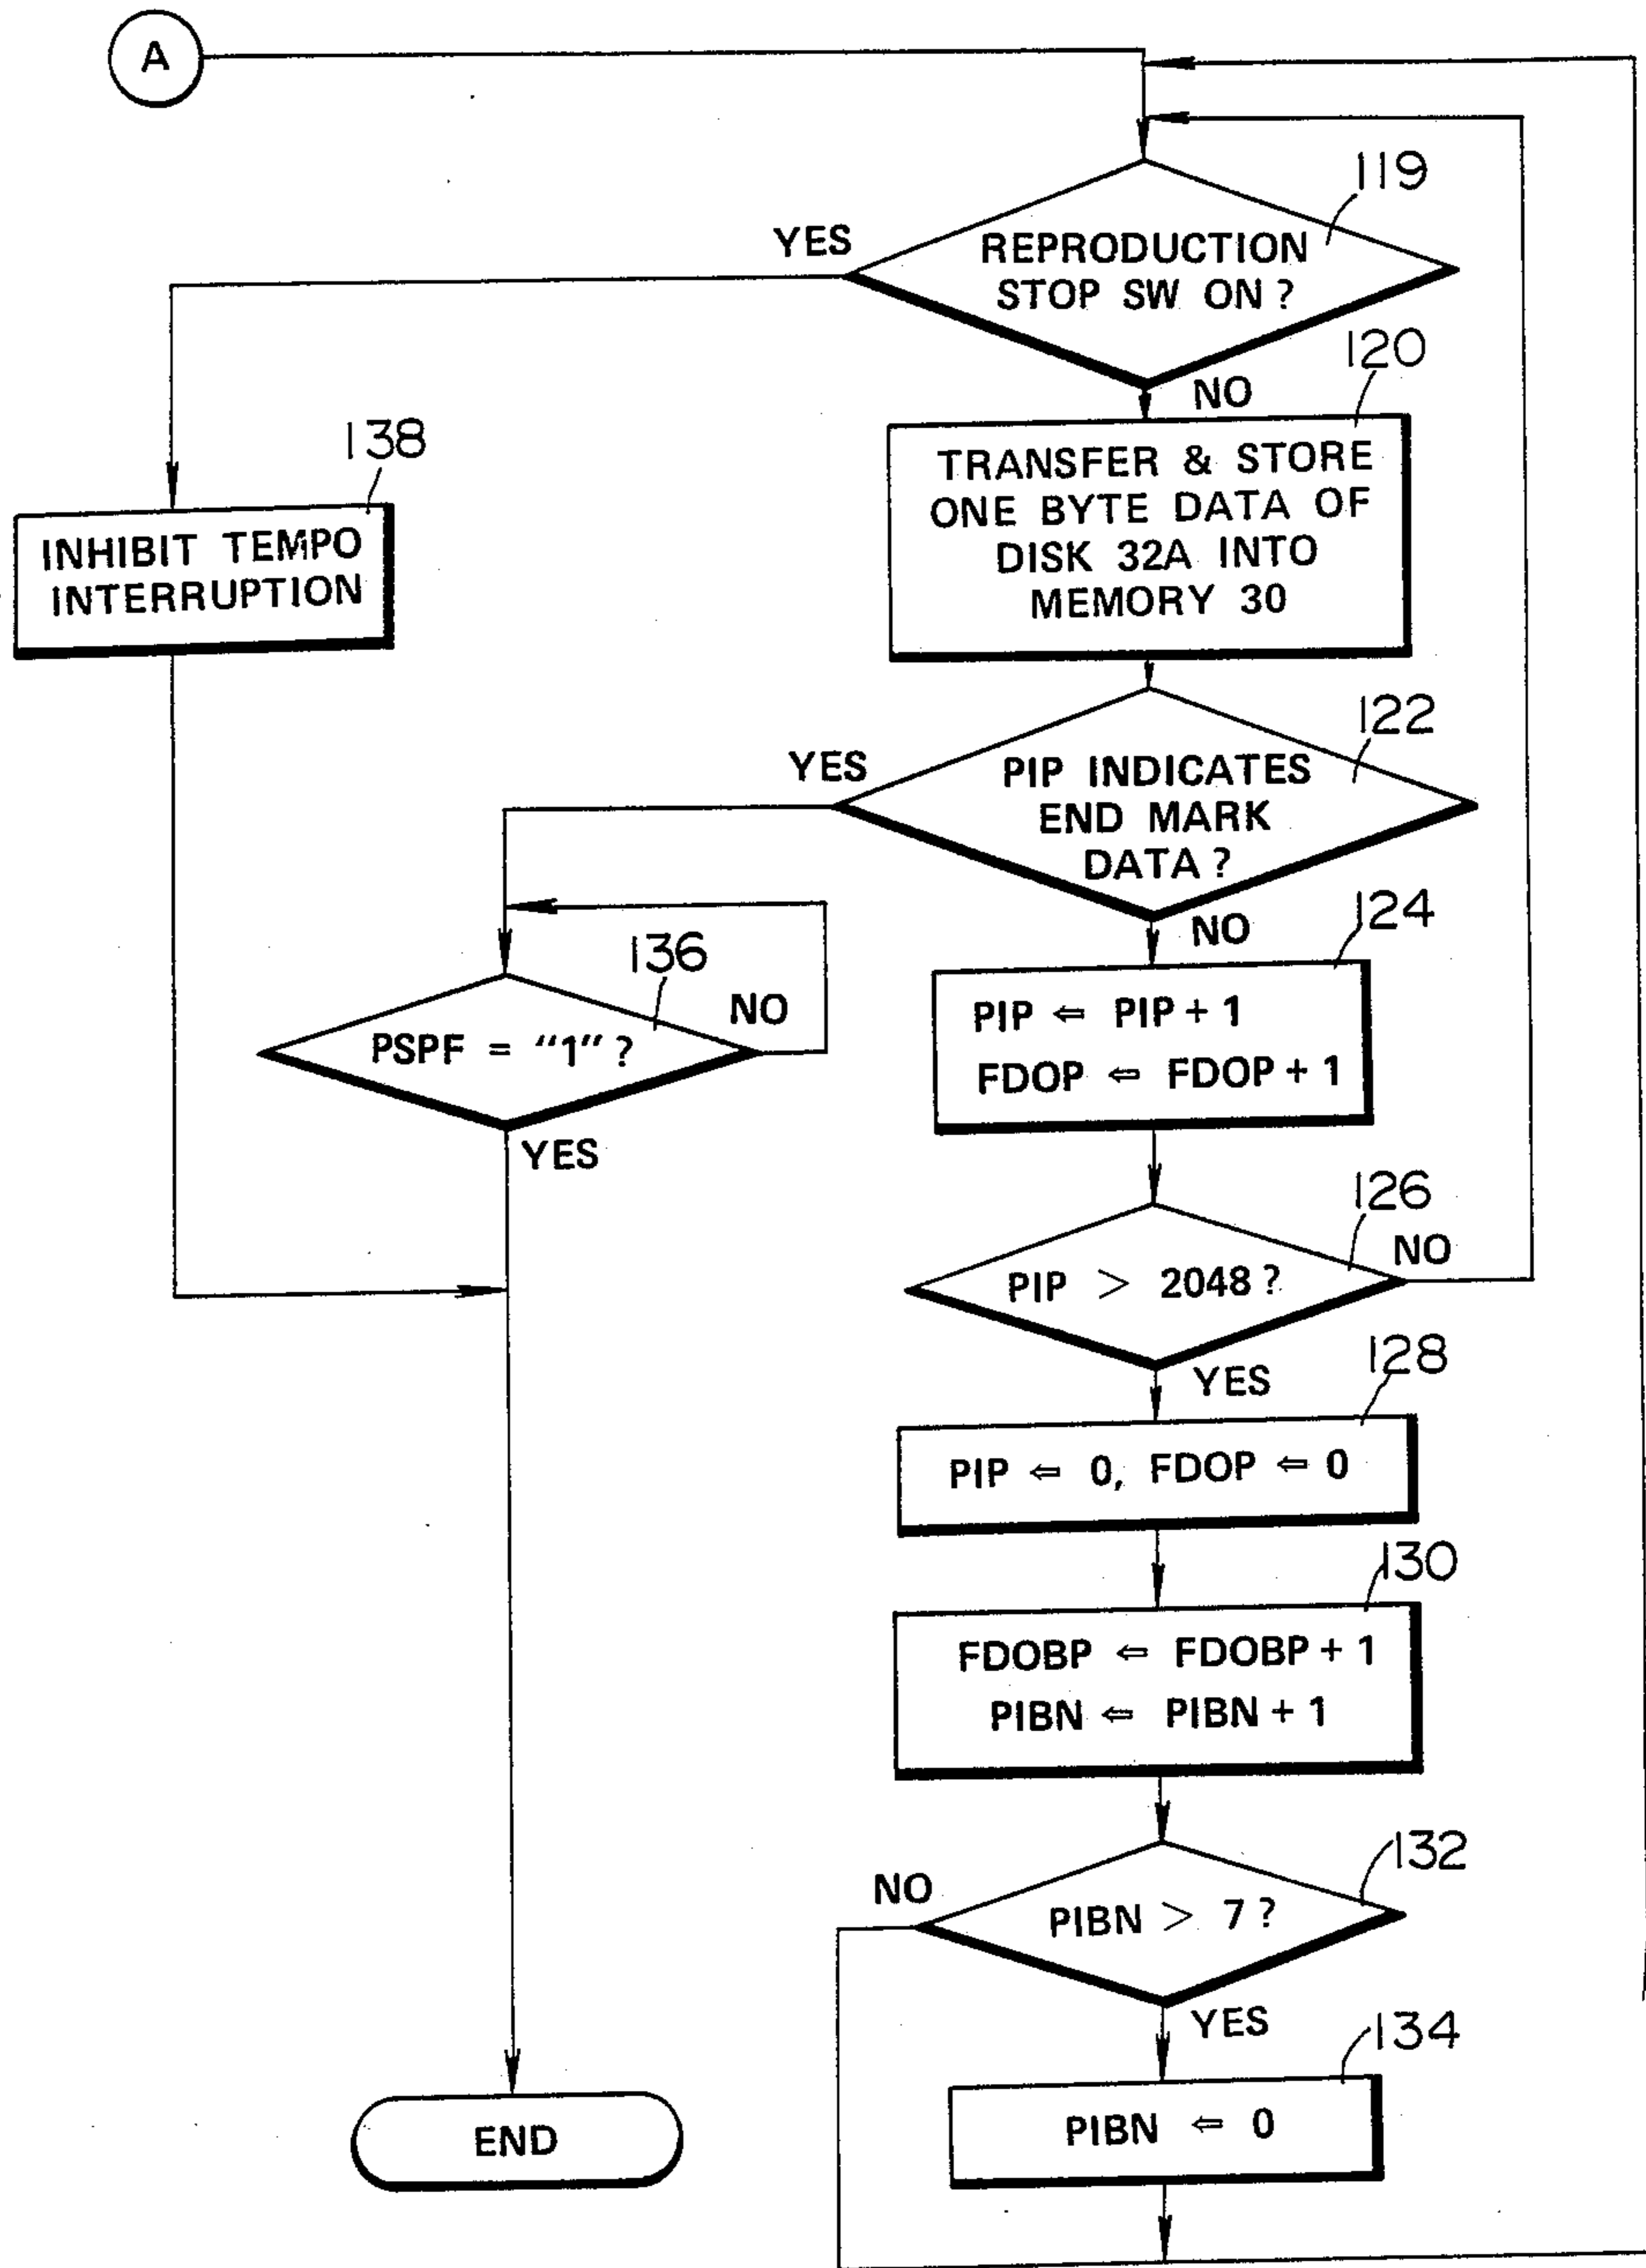 A
119
YES
REPRODUCTION
STOP SW ON ?
120
NO
138
TRANSFER & STORE
ONE BYTE DATA OF
DISK 32A INTO
MEMORY 30
INHIBIT TEMPO
INTERRUPTION
122
YES
PIP INDICATES
END MARK
DATA ?
124
NO
136
NO
PIP ⇐ PIP + 1
PSPF = “1” ?
FDOP ⇐ FDOP + 1
YES
126
NO
PIP > 2048 ?
128
YES
PIP ⇐ 0, FDOP ⇐ 0
130
FDOBP ⇐ FDOBP + 1
PIBN ⇐ PIBN + 1
132
NO
PIBN > 7 ?
YES
134
PIBN ⇐ 0
END